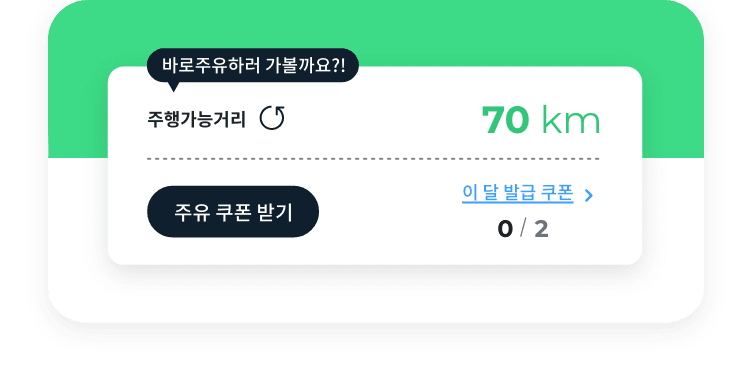 바로주유하러 가볼까요?!
주행가능거리
70 km
주유 쿠폰 받기
이 달 발급 쿠폰
0 / 2